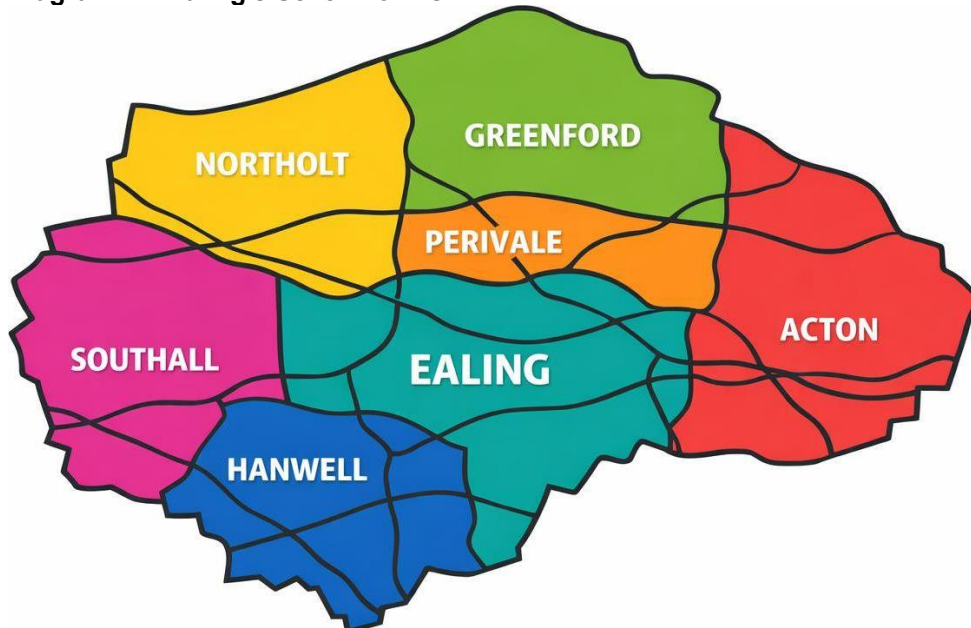 GREENFORD
NORTHOLT
PERIVALE
ACTON
SOUTHALL
EALING
HANWELL